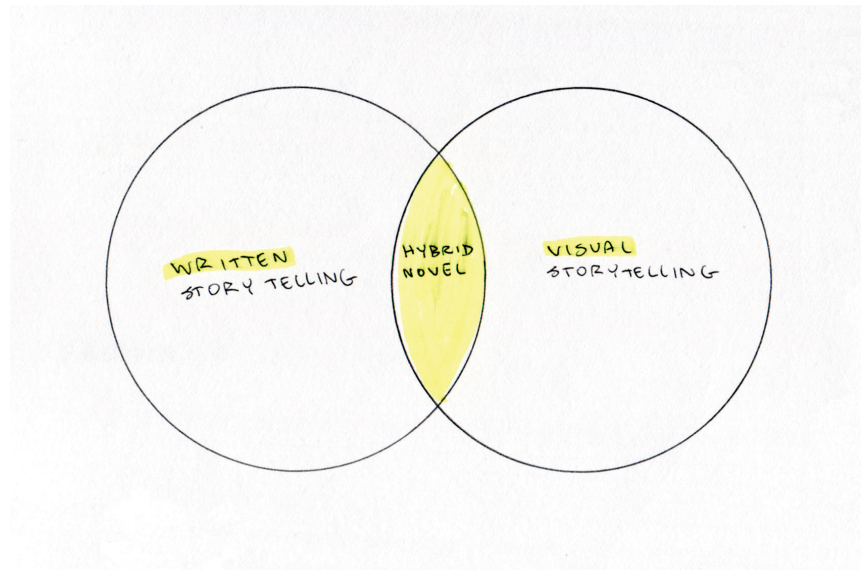 WRITTEN
STORY TELLING
HYBRID
NOVEL
VISUAL
STORYTELLING